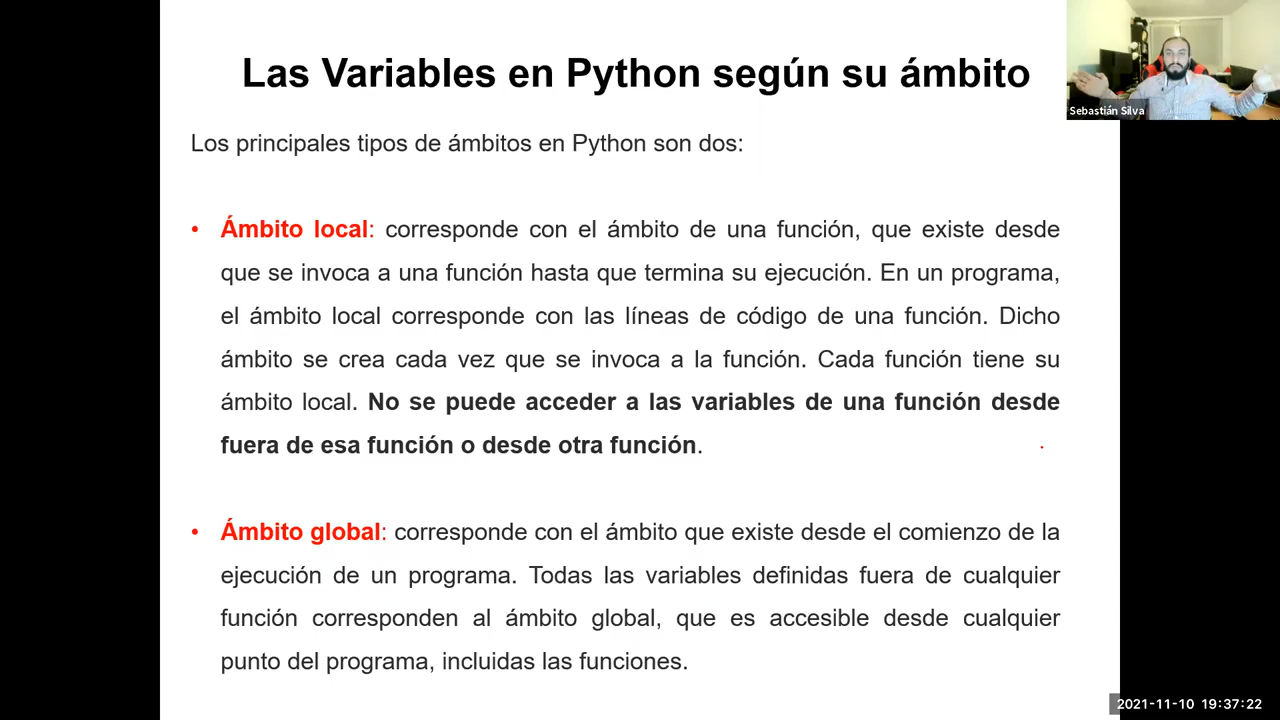 Las Variables en Python según su ámbito
Sebastián Silva
Los principales tipos de ámbitos en Python son dos:
• Ámbito local: corresponde con el ámbito de una función, que existe desde
que se invoca a una función hasta que termina su ejecución. En un programa,
el ámbito local corresponde con las líneas de código de una función. Dicho
ámbito se crea cada vez que se invoca a la función. Cada función tiene su
ámbito local. No se puede acceder a las variables de una función desde
fuera de esa función o desde otra función.
• Ámbito global: corresponde con el ámbito que existe desde el comienzo de la
ejecución de un programa. Todas las variables definidas fuera de cualquier
función corresponden al ámbito global, que es accesible desde cualquier
punto del programa, incluidas las funciones.
2021-11-10 19:37:22